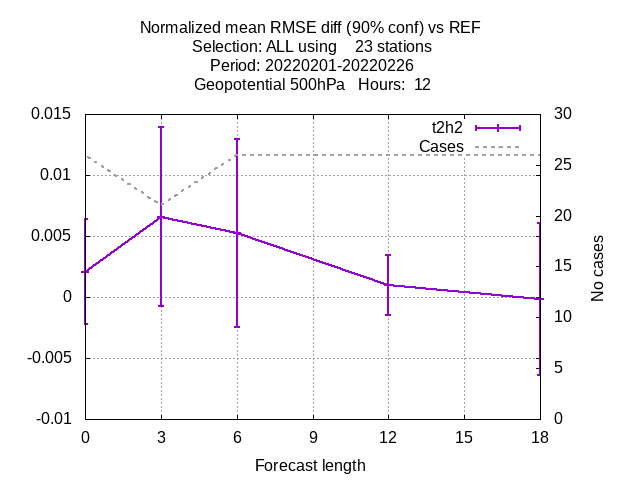 Normalized mean RMSE diff (90% conf) vs REF
Selection: ALL using    23 stations
Period: 20220201-20220226
Geopotential 500hPa   Hours:  12
t2h2
Cases
0.015
0.01
0.005
0
-0.005
-0.01
30
25
20
15
10
5
0
No cases
0 3 6 9 12 15 18
Forecast length